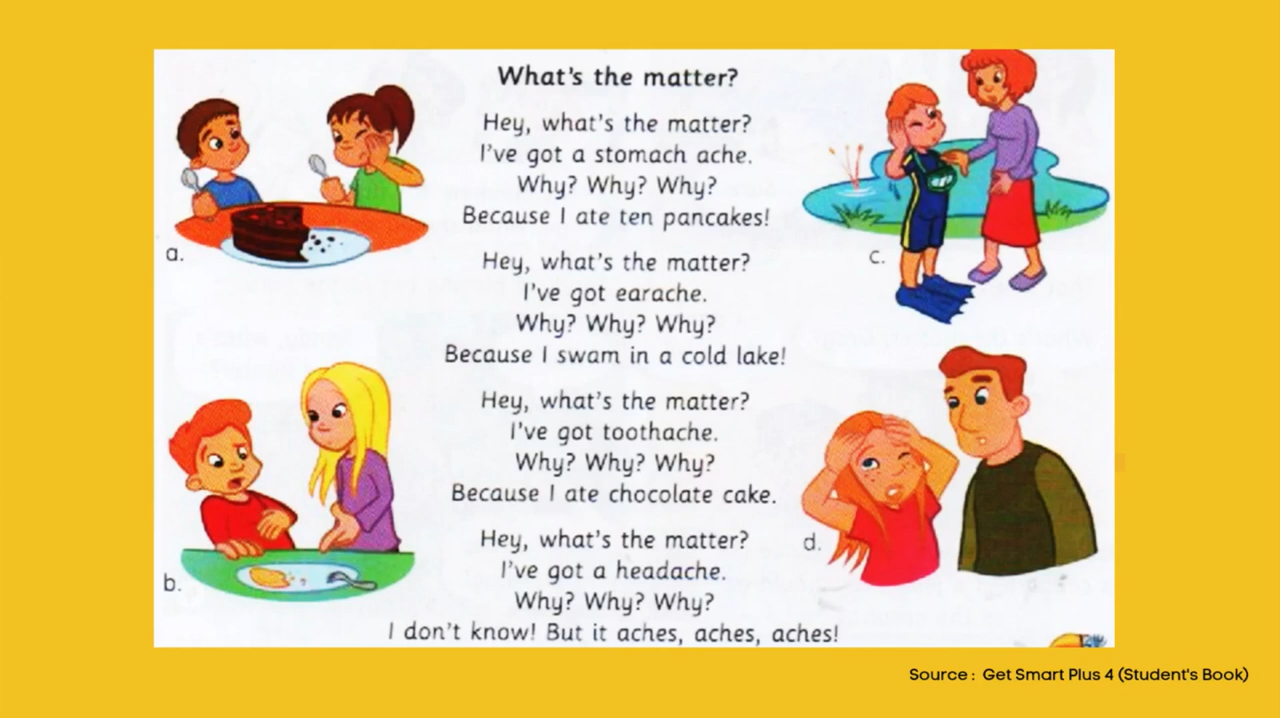 What's the matter?
Hey, what's the matter?
I've got a stomach ache.
Why? Why? Why?
Because I ate ten pancakes!
Hey, what's the matter?
I've got earache.
Why? Why? Why?
Because I swam in a cold lake!
Hey, what's the matter?
I've got toothache.
Why? Why? Why?
Because I ate chocolate cake.
Hey, what's the matter?
I've got a headache.
Why? Why? Why?
I don't know! But it aches, aches, aches!
a.
b.
c.
d.
Source : Get Smart Plus 4 (Student's Book)